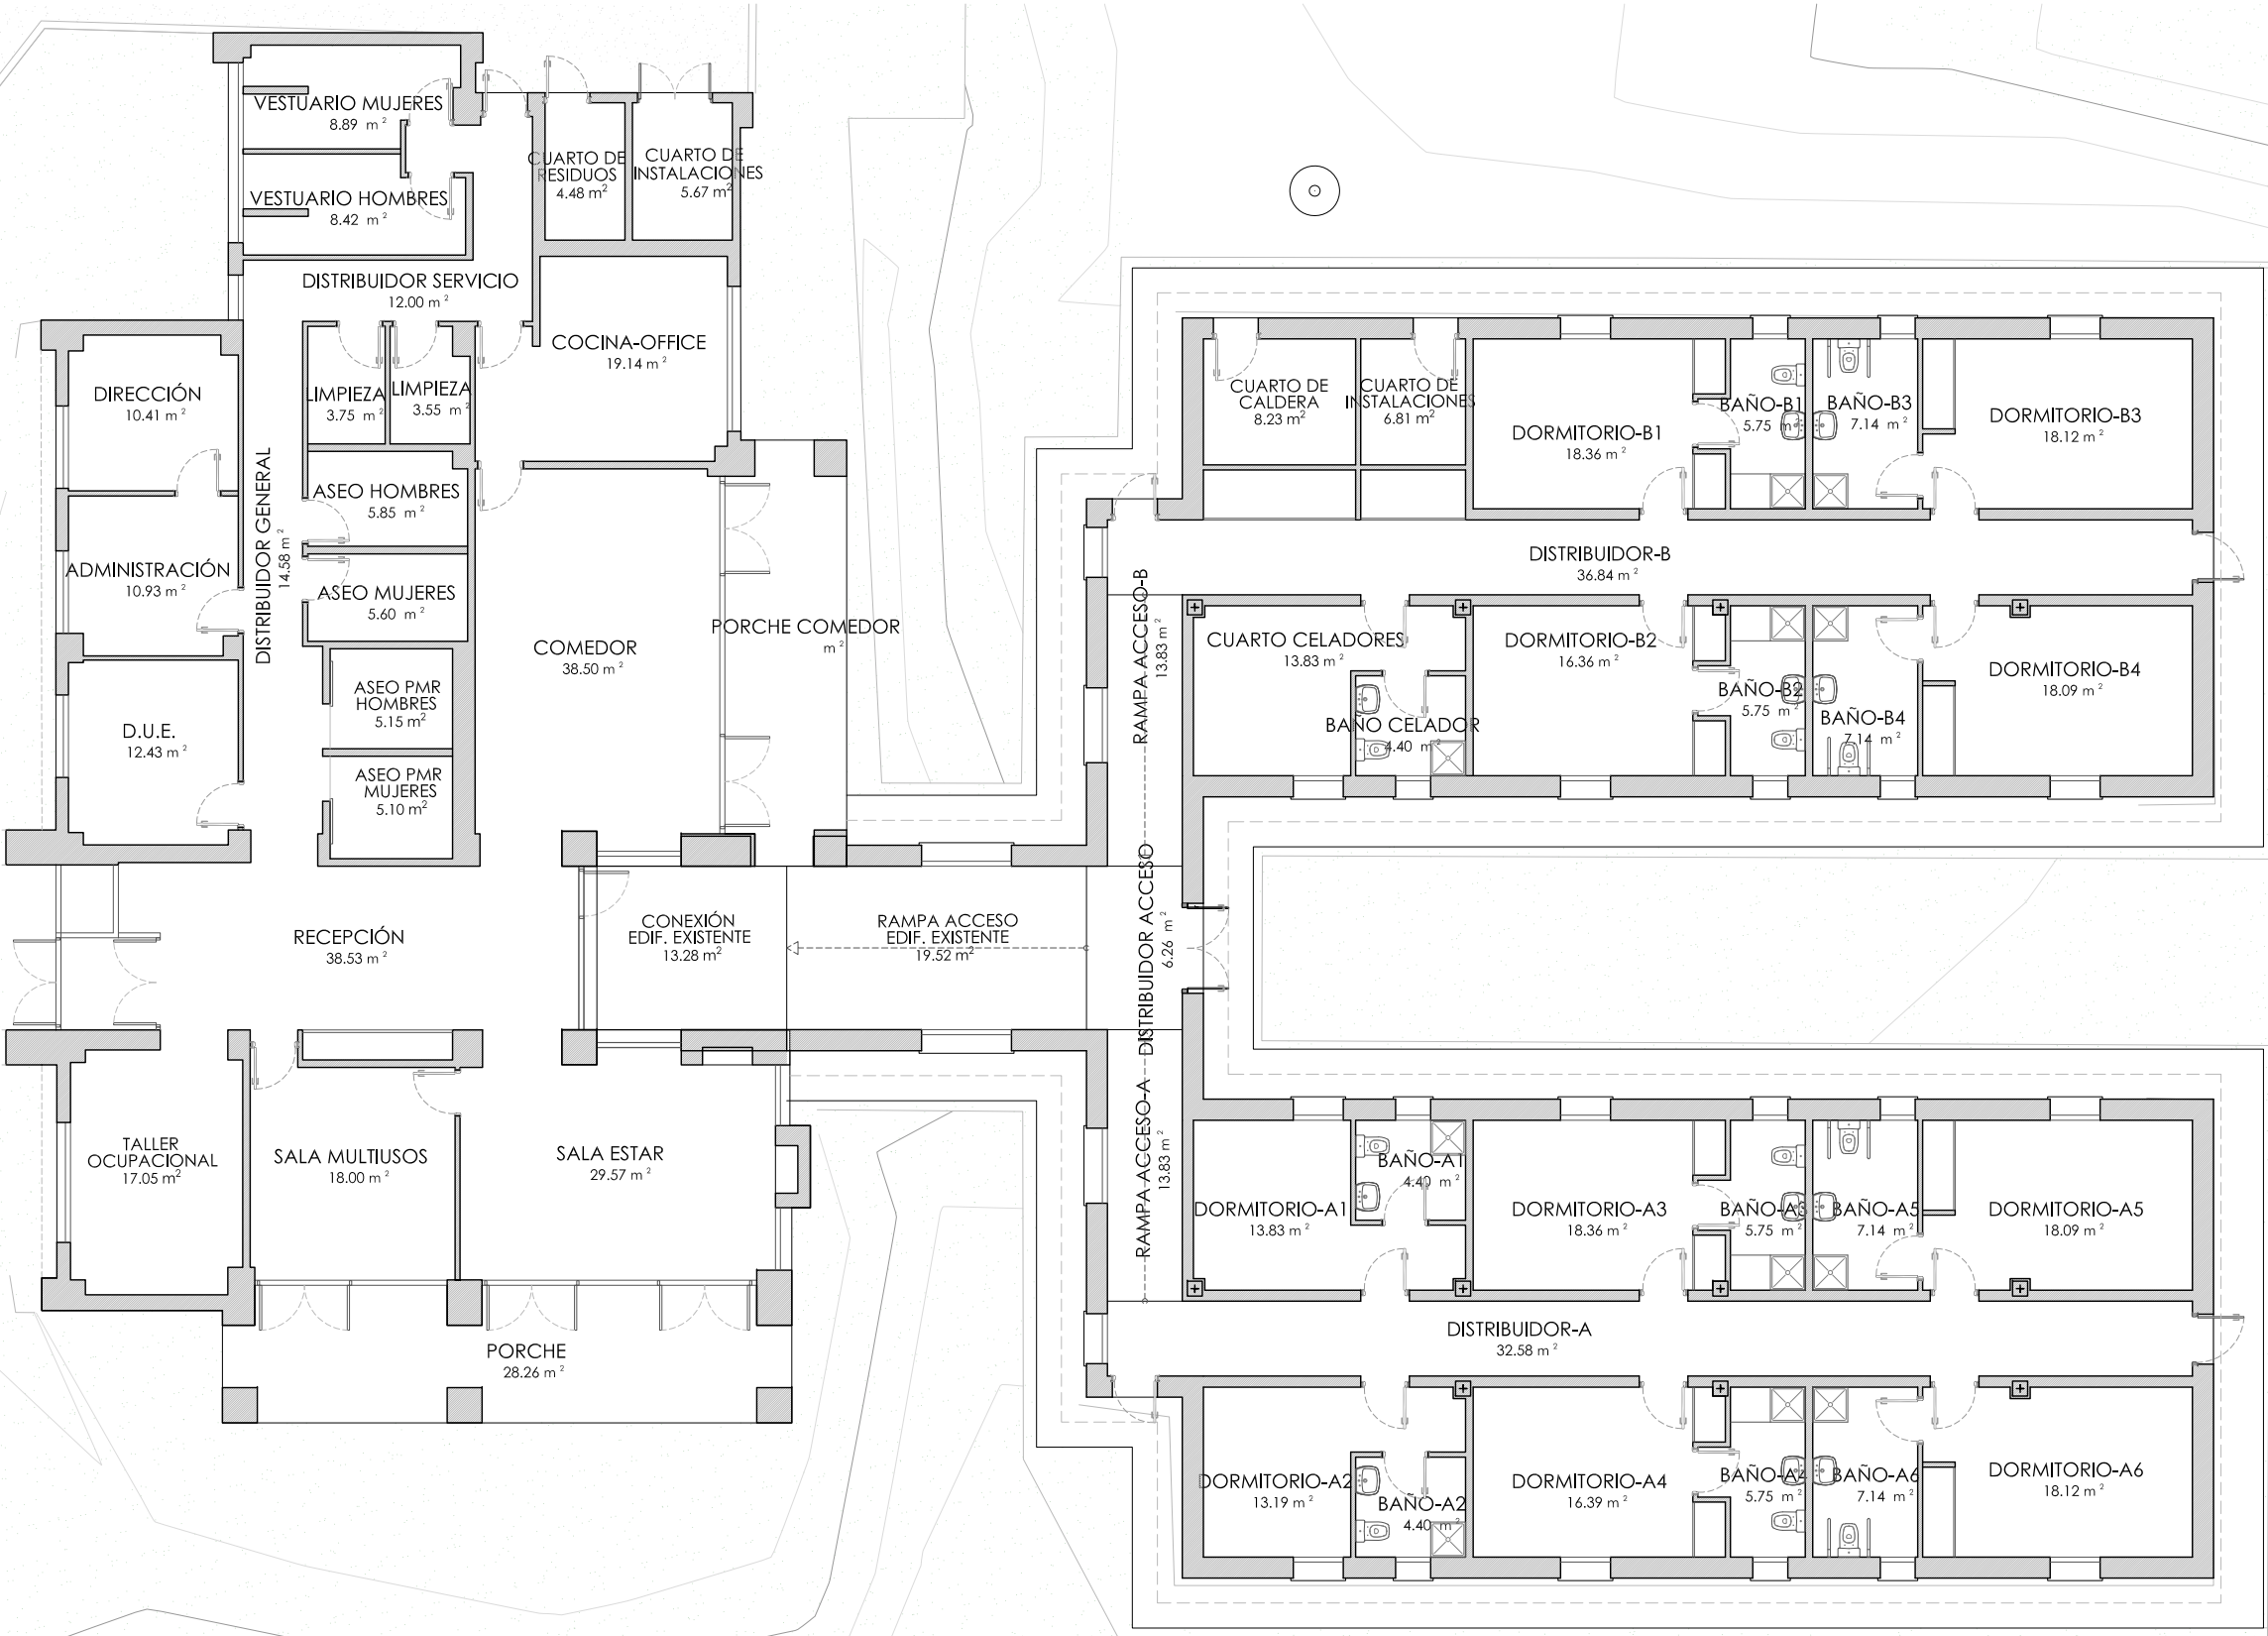 VESTUARIO MUJERES
8.89 m²
VESTUARIO HOMBRES
8.42 m²
CUARTO DE
RESIDUOS
4.48 m²
CUARTO DE
INSTALACIONES
5.67 m²
DISTRIBUIDOR SERVICIO
12.00 m²
COCINA-OFFICE
19.14 m²
DIRECCIÓN
10.41 m²
LIMPIEZA
3.75 m²
LIMPIEZA
3.55 m²
DISTRIBUIDOR GENERAL
14.58 m²
ASEO HOMBRES
5.85 m²
ADMINISTRACIÓN
10.93 m²
ASEO MUJERES
5.60 m²
COMEDOR
38.50 m²
PORCHE COMEDOR
m²
D.U.E.
12.43 m²
ASEO PMR
HOMBRES
5.15 m²
ASEO PMR
MUJERES
5.10 m²
RECEPCIÓN
38.53 m²
CONEXIÓN
EDIF. EXISTENTE
13.28 m²
RAMPA ACCESO
EDIF. EXISTENTE
19.52 m²
TALLER
OCUPACIONAL
17.05 m²
SALA MULTIUSOS
18.00 m²
SALA ESTAR
29.57 m²
PORCHE
28.26 m²
CUARTO DE
CALDERA
8.23 m²
CUARTO DE
INSTALACIONES
6.81 m²
DORMITORIO-B1
18.36 m²
BAÑO-B1
5.75 m²
BAÑO-B3
7.14 m²
DORMITORIO-B3
18.12 m²
DISTRIBUIDOR-B
36.84 m²
RAMPA ACCESO-B
13.83 m²
CUARTO CELADORES
13.83 m²
BAÑO CELADOR
4.40 m²
DORMITORIO-B2
16.36 m²
BAÑO-B2
5.75 m²
BAÑO-B4
7.14 m²
DORMITORIO-B4
18.09 m²
DISTRIBUIDOR ACCESO
6.26 m²
RAMPA ACCESO-A
13.83 m²
DORMITORIO-A1
13.83 m²
BAÑO-A1
4.40 m²
DORMITORIO-A3
18.36 m²
BAÑO-A3
5.75 m²
BAÑO-A5
7.14 m²
DORMITORIO-A5
18.09 m²
DISTRIBUIDOR-A
32.58 m²
DORMITORIO-A2
13.19 m²
BAÑO-A2
4.40 m²
DORMITORIO-A4
16.39 m²
BAÑO-A4
5.75 m²
BAÑO-A6
7.14 m²
DORMITORIO-A6
18.12 m²